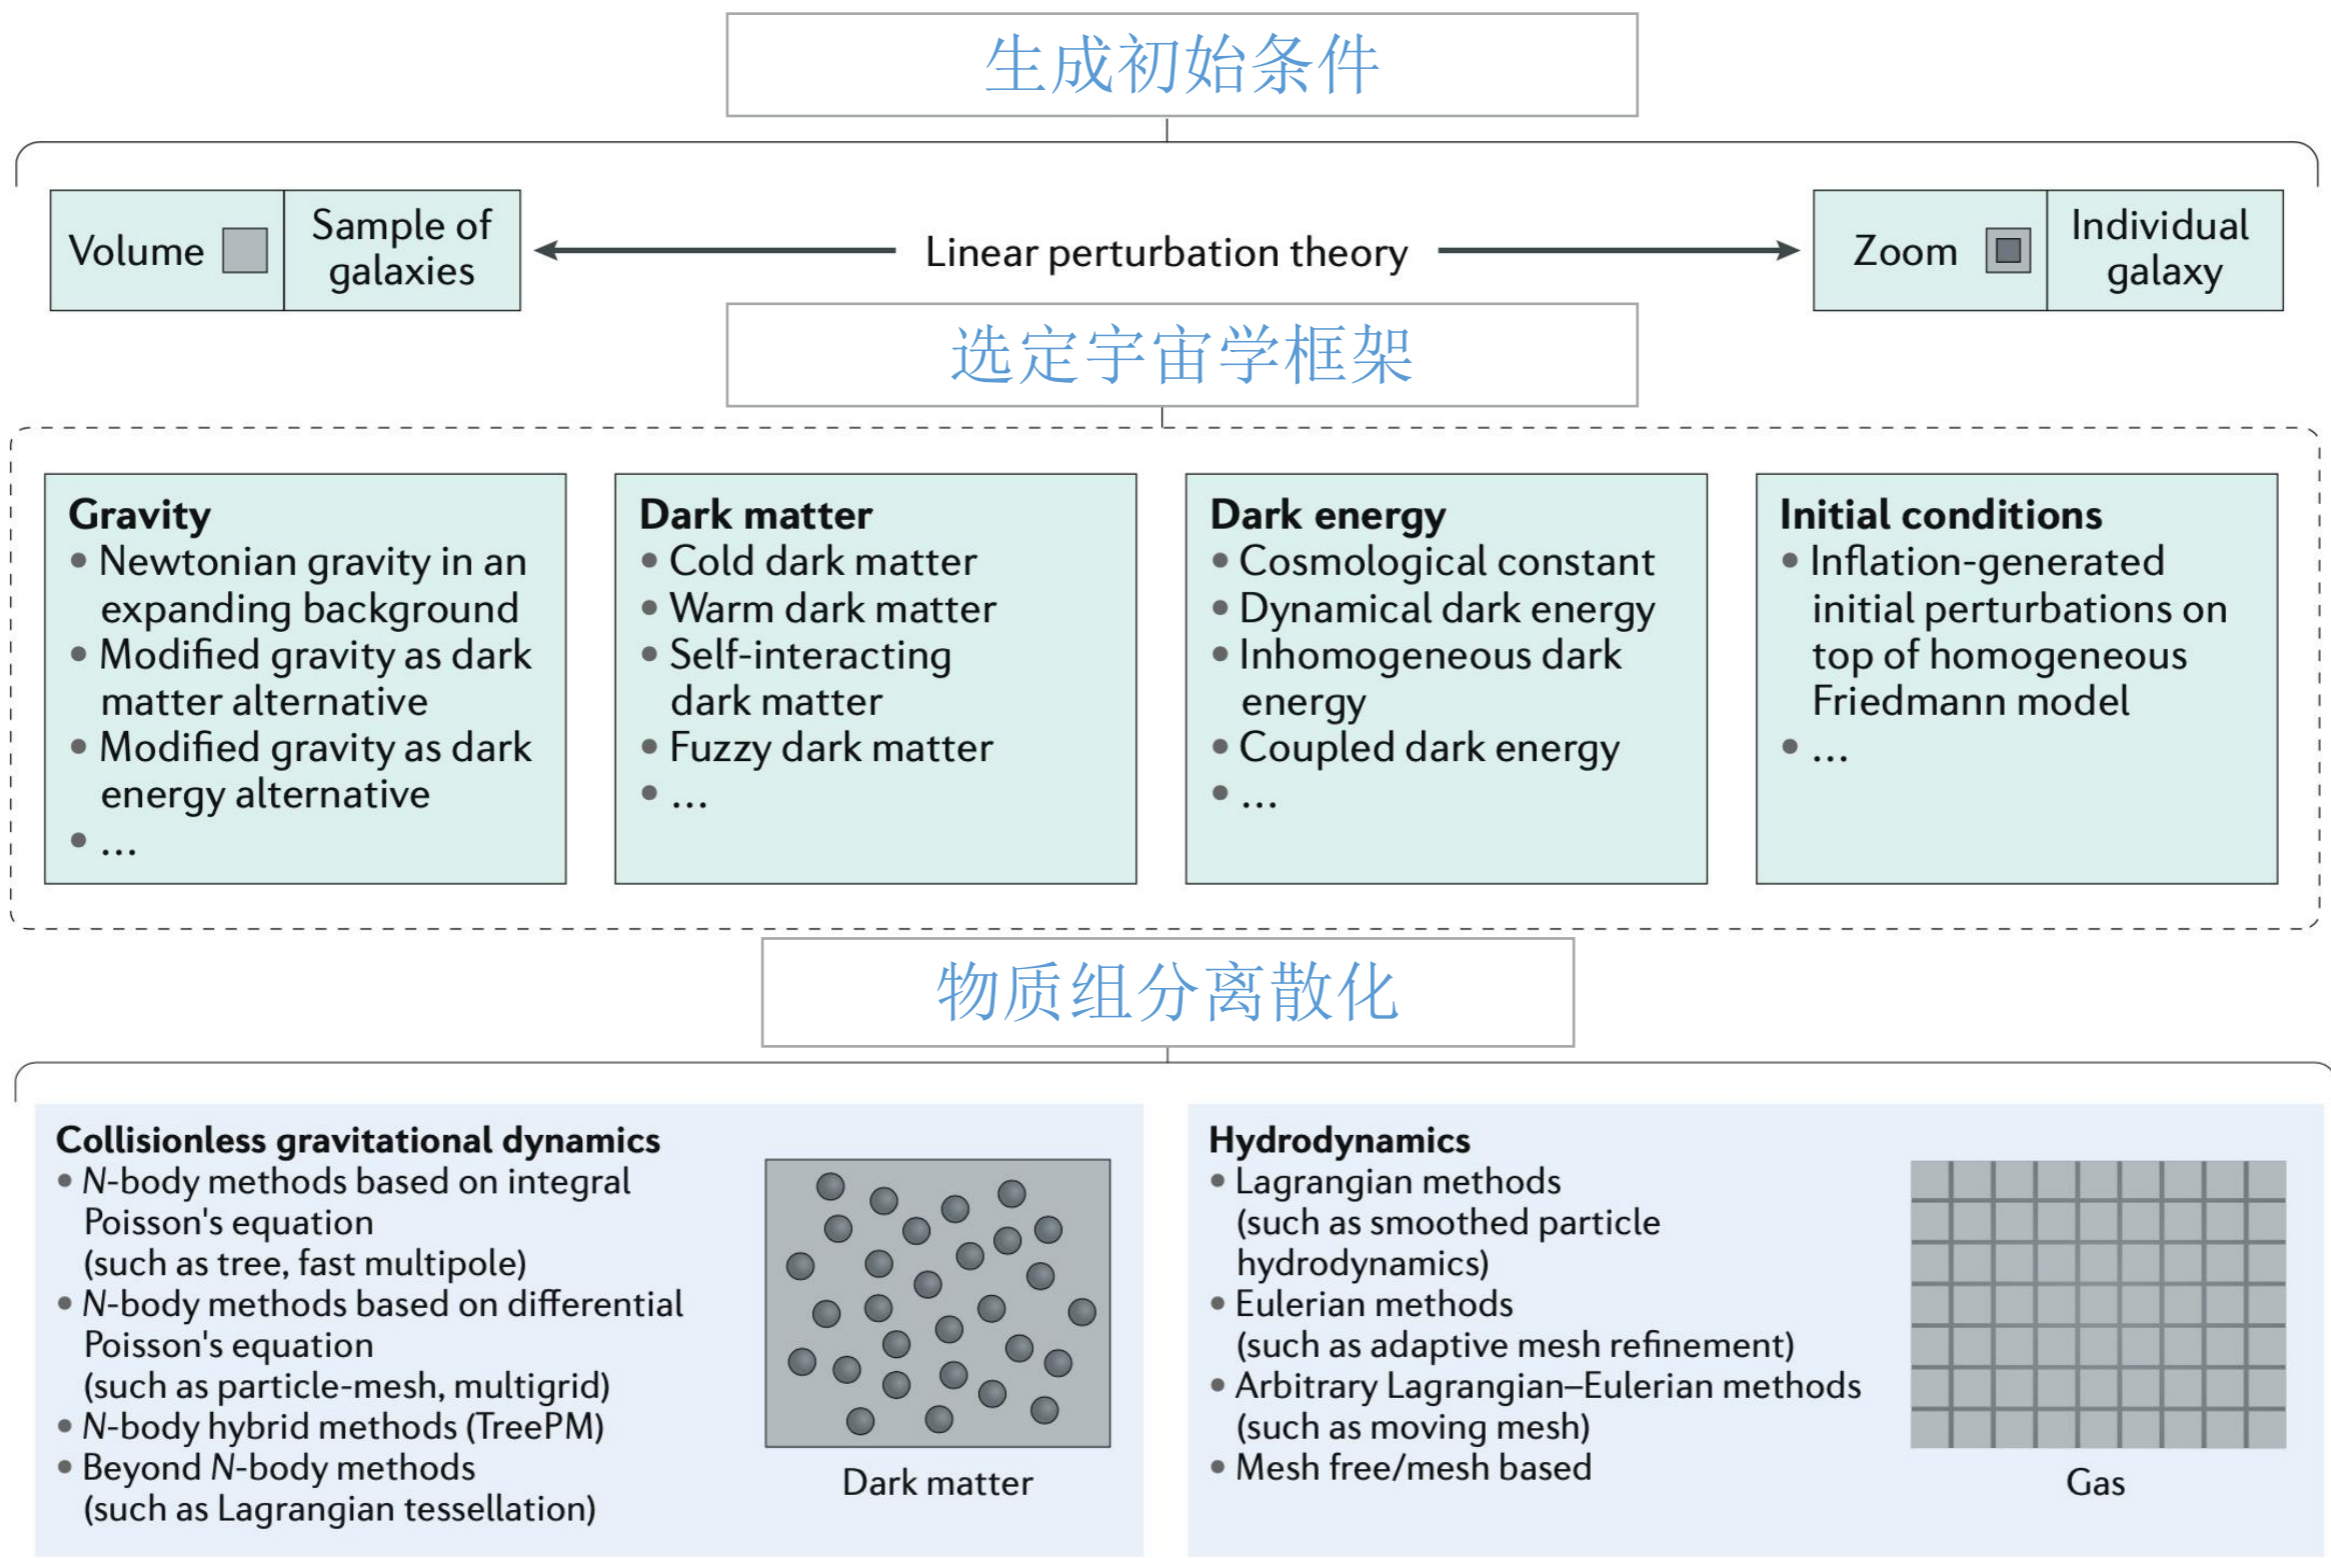 生成初始条件
Volume
Sample of
galaxies
Linear perturbation theory
Zoom
Individual
galaxy
选定宇宙学框架
Gravity
• Newtonian gravity in an
expanding background
• Modified gravity as dark
matter alternative
• Modified gravity as dark
energy alternative
• ...
Dark matter
• Cold dark matter
• Warm dark matter
• Self-interacting
dark matter
• Fuzzy dark matter
• ...
Dark energy
• Cosmological constant
• Dynamical dark energy
• Inhomogeneous dark
energy
• Coupled dark energy
• ...
Initial conditions
• Inflation-generated
initial perturbations on
top of homogeneous
Friedmann model
• ...
物质组分离散化
Collisionless gravitational dynamics
• N-body methods based on integral
Poisson's equation
(such as tree, fast multipole)
• N-body methods based on differential
Poisson's equation
(such as particle-mesh, multigrid)
• N-body hybrid methods (TreePM)
• Beyond N-body methods
(such as Lagrangian tessellation)
Dark matter
Hydrodynamics
• Lagrangian methods
(such as smoothed particle
hydrodynamics)
• Eulerian methods
(such as adaptive mesh refinement)
• Arbitrary Lagrangian–Eulerian methods
(such as moving mesh)
• Mesh free/mesh based
Gas